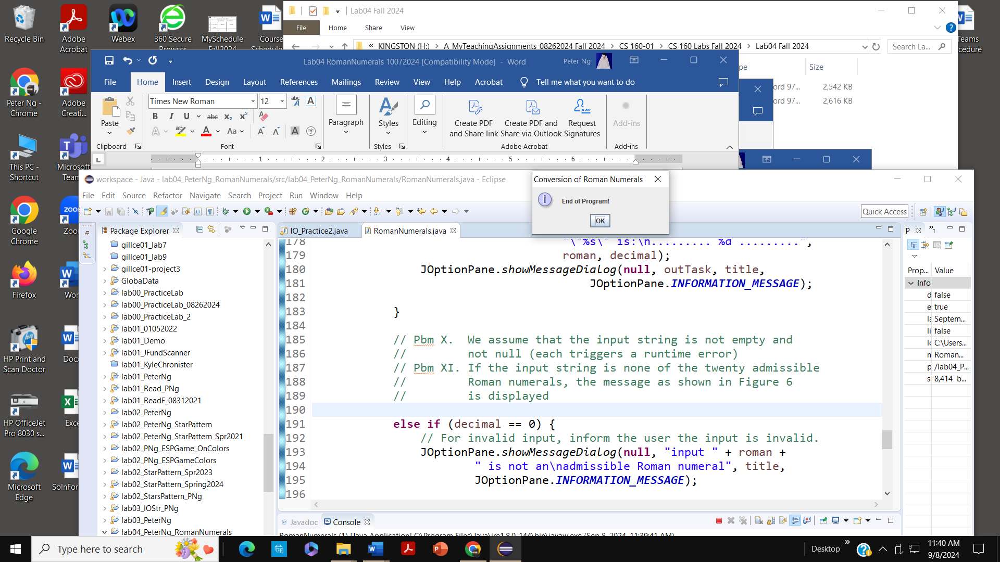 Recycle Bin
Adobe Acrobat
Webex
360 Secure Browser
MySchedule Fall2024
Course Schedule
Teams
cedure
Peter Ng - Chrome
Adobe Creati...
This PC - Shortcut
Microsoft Team
Google Chrome
Zoo
Firefox
Wor
HP Print and Scan Doctor
Docx
HP OfficeJet Pro 8030 s...
Exce
Microsoft Edge
SoInFor
Lab04 Fall 2024
File
Home
Share
View
« KINGSTON (H:) > A_MyTeachingAssignments_08262024 Fall 2024 > CS 160-01 > CS 160 Labs Fall 2024 > Lab04 Fall 2024
Search La...
pe
Size
ord 97...
2,542 KB
ord 97...
2,616 KB
Lab04 RomanNumerals 10072024 [Compatibility Mode] - Word
Peter Ng
File
Home
Insert
Design
Layout
References
Mailings
Review
View
Help
Acrobat
Tell me what you want to do
Paste
Clipboard
Times New Roman
12
Font
Paragraph
Styles
Styles
Editing
Create PDF and Share link
Create PDF and Share via Outlook
Request Signatures
Adobe Acrobat
Add-ins
Add-ins
1 2 3 4 5 6
workspace - Java - lab04_PeterNg_RomanNumerals/src/lab04_PeterNg_RomanNumerals/RomanNumerals.java - Eclipse
File Edit Source Refactor Navigate Search Project Run Window Help
Quick Access
Conversion of Roman Numerals
End of Program!
OK
Package Explorer
gillce01_lab7
gillce01_lab9
gillce01-project3
GlobaData
lab00_PracticeLab
lab00_PracticeLab_08262024
lab00_PracticeLab_2
lab01_01052022
lab01_Demo
lab01_JFundScanner
lab01_KyleChronister
lab01_PeterNg
lab01_Read_PNg
lab01_ReadF_08312021
lab02_PeterNg
lab02_PeterNg_StarPattern
lab02_PeterNg_StarPattern_Spr2021
lab02_PNg_ESPGame_OnColors
lab02_PNg_ESPGameColors
lab02_StarPattern_Spr2023
lab02_StarPattern_Spring2024
lab02_StarsPattern_PNg
lab03_IOStr_PNg
lab03_PeterNg
lab04_PeterNg_RomanNumerals
IO_Practice2.java
RomanNumerals.java
178 "\"%s\" is:\n......... %d .........",
179 roman, decimal);
180 JOptionPane.showMessageDialog(null, outTask, title,
181 JOptionPane.INFORMATION_MESSAGE);
182
183 }
184
185 // Pbm X. We assume that the input string is not empty and
186 // not null (each triggers a runtime error)
187 // Pbm XI. If the input string is none of the twenty admissible
188 // Roman numerals, the message as shown in Figure 6
189 // is displayed
190
191 else if (decimal == 0) {
192 // For invalid input, inform the user the input is invalid.
193 JOptionPane.showMessageDialog(null, "input " + roman +
194 " is not an\nadmissible Roman numeral", title,
195 JOptionPane.INFORMATION_MESSAGE);
196
P
Prop... Value
Info
d false
e true
la Septem...
li false
lo C:\Users...
n Roman...
p /lab04_P...
si 8,414 b...
Javadoc
Console
RomanNumerals (1) [Java Application] C:\Program Files\Java\jre1.8.0_144\bin\javaw.exe (Sep 8, 2024, 11:39:41 AM)
Type here to search
Desktop
11:40 AM
9/8/2024